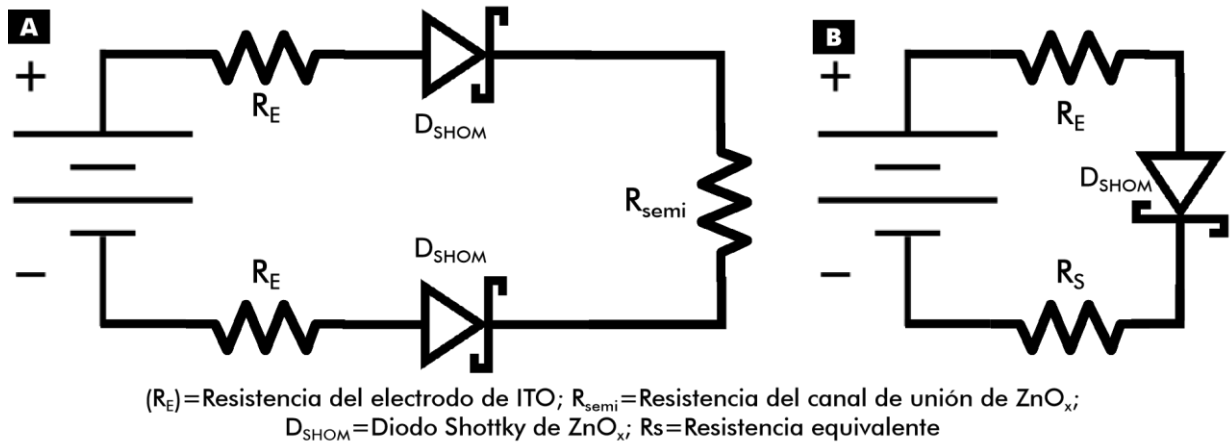 A
+
R_E
D_SHOM
R_semi
D_SHOM
R_E
−
B
+
R_E
D_SHOM
R_S
−
(R_E)=Resistencia del electrodo de ITO; R_semi=Resistencia del canal de unión de ZnO_x;
D_SHOM=Diodo Shottky de ZnO_x; Rs=Resistencia equivalente